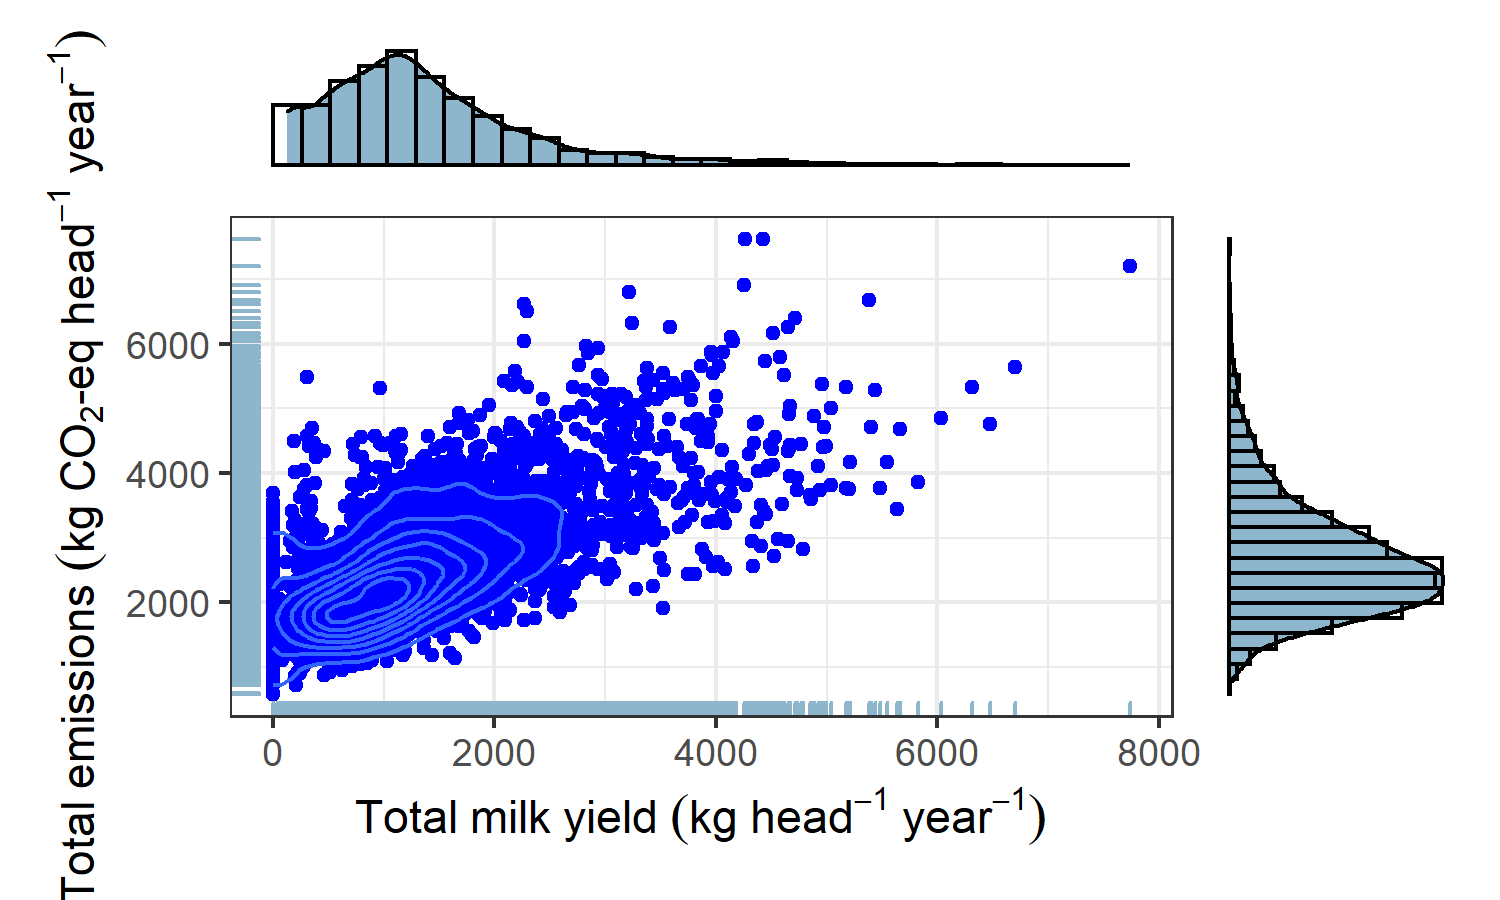 Total emissions (kg CO₂-eq head⁻¹ year⁻¹)
6000
4000
2000
0 2000 4000 6000 8000
Total milk yield (kg head⁻¹ year⁻¹)